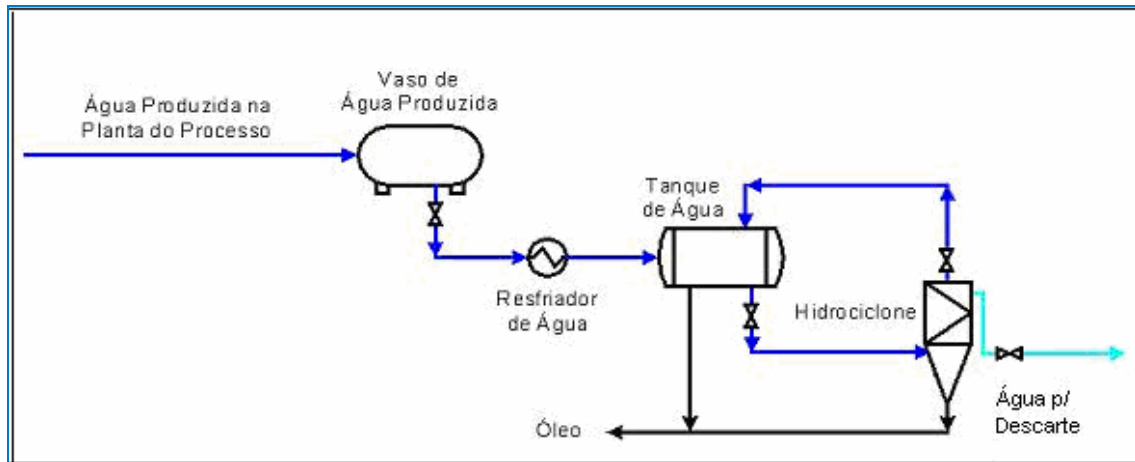 Vaso de
Água Produzida
Água Produzida na
Planta do Processo
Tanque
de Água
Resfriador
de Água
Hidrociclone
Água p/
Descarte
Óleo